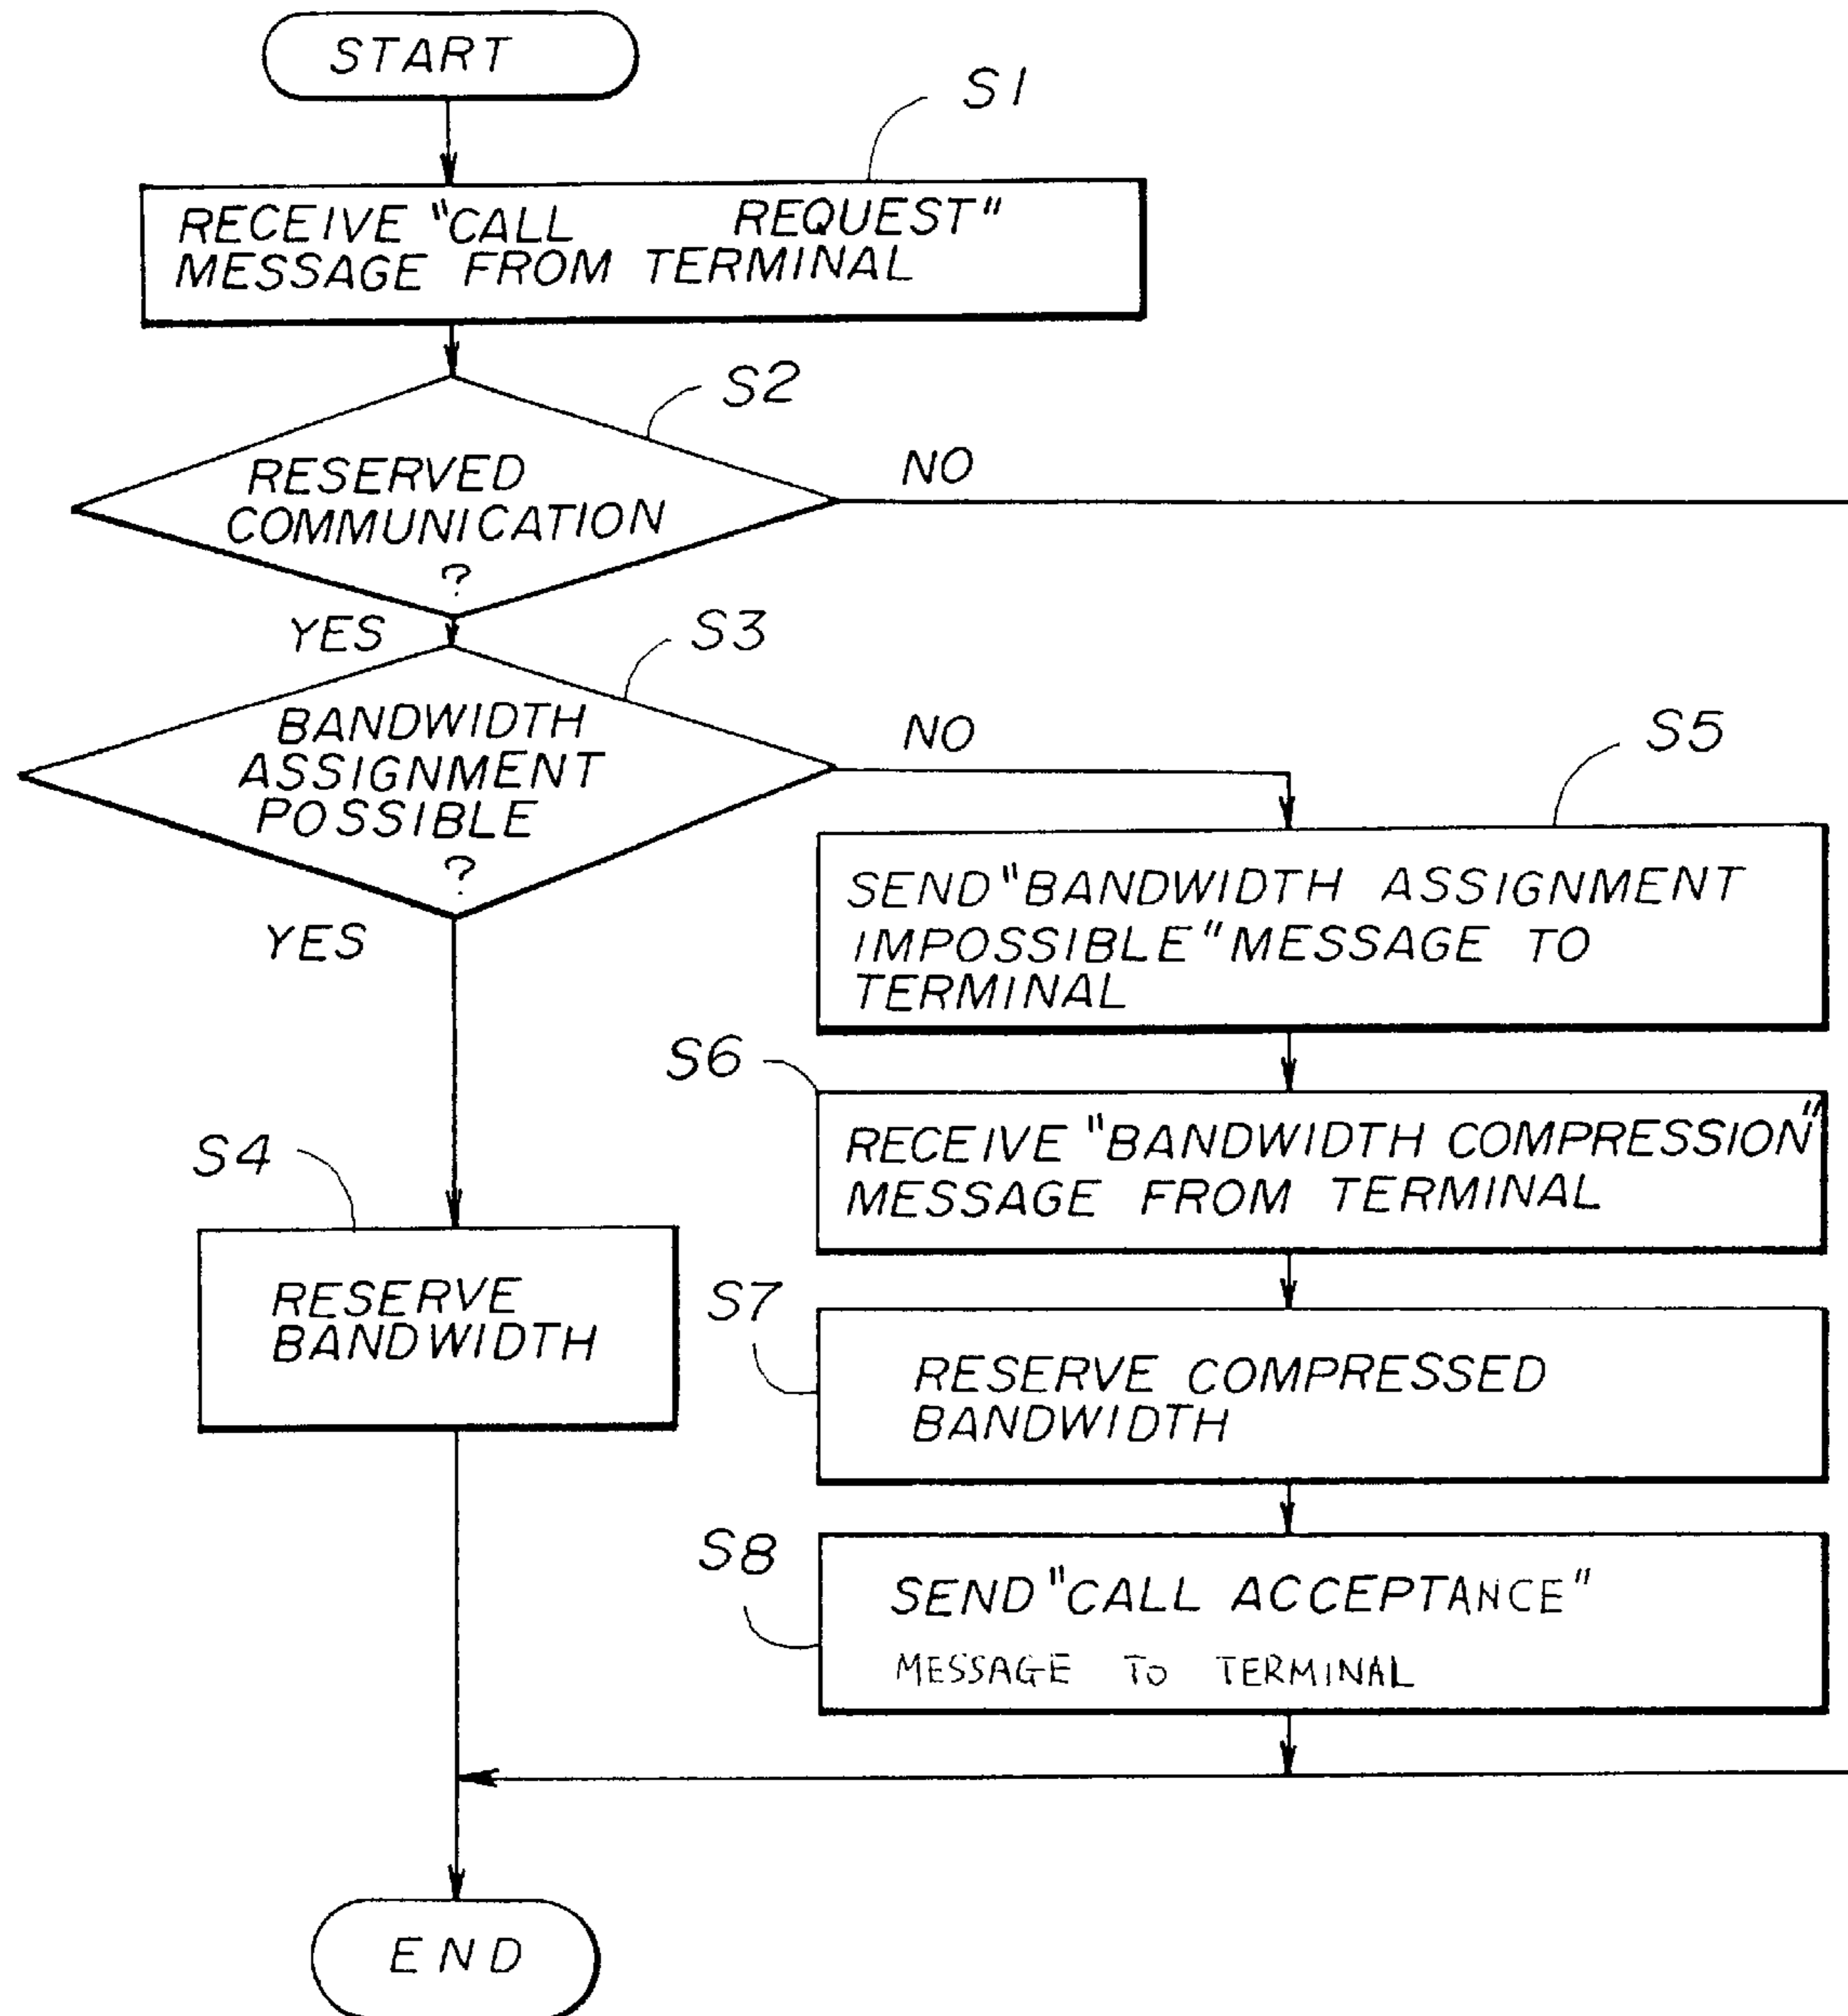 START
S1
RECEIVE "CALL REQUEST"
MESSAGE FROM TERMINAL
S2
RESERVED
COMMUNICATION
?
NO
YES
S3
BANDWIDTH
ASSIGNMENT
POSSIBLE
?
NO
YES
S5
SEND "BANDWIDTH ASSIGNMENT
IMPOSSIBLE" MESSAGE TO
TERMINAL
S6
RECEIVE "BANDWIDTH COMPRESSION"
MESSAGE FROM TERMINAL
S4
RESERVE
BANDWIDTH
S7
RESERVE COMPRESSED
BANDWIDTH
S8
SEND "CALL ACCEPTANCE"
MESSAGE TO TERMINAL
END